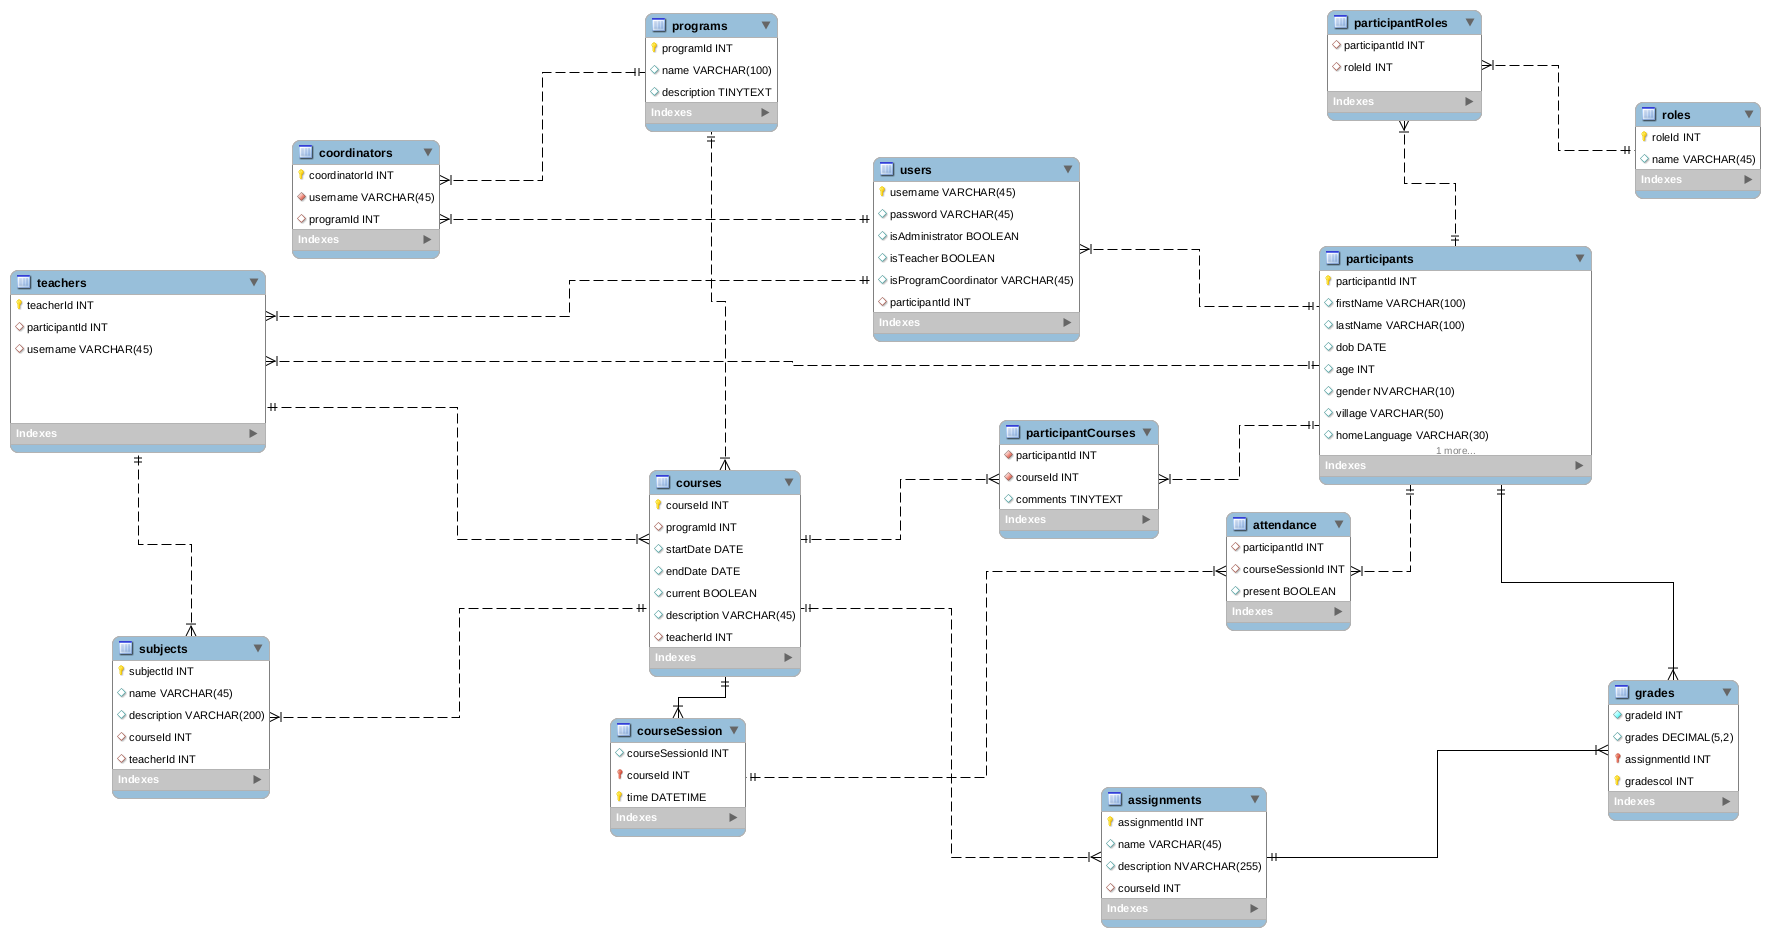 programs
programId INT
name VARCHAR(100)
description TINYTEXT
Indexes
participantRoles
participantId INT
roleId INT
Indexes
roles
roleId INT
name VARCHAR(45)
Indexes
coordinators
coordinatorId INT
username VARCHAR(45)
programId INT
Indexes
users
username VARCHAR(45)
password VARCHAR(45)
isAdministrator BOOLEAN
isTeacher BOOLEAN
isProgramCoordinator VARCHAR(45)
participantId INT
Indexes
participants
participantId INT
firstName VARCHAR(100)
lastName VARCHAR(100)
dob DATE
age INT
gender NVARCHAR(10)
village VARCHAR(50)
homeLanguage VARCHAR(30)
1 more...
Indexes
teachers
teacherId INT
participantId INT
username VARCHAR(45)
Indexes
participantCourses
participantId INT
courseId INT
comments TINYTEXT
Indexes
courses
courseId INT
programId INT
startDate DATE
endDate DATE
current BOOLEAN
description VARCHAR(45)
teacherId INT
Indexes
attendance
participantId INT
courseSessionId INT
present BOOLEAN
Indexes
subjects
subjectId INT
name VARCHAR(45)
description VARCHAR(200)
courseId INT
teacherId INT
Indexes
courseSession
courseSessionId INT
courseId INT
time DATETIME
Indexes
grades
gradeId INT
grades DECIMAL(5,2)
assignmentId INT
gradescol INT
Indexes
assignments
assignmentId INT
name VARCHAR(45)
description NVARCHAR(255)
courseId INT
Indexes